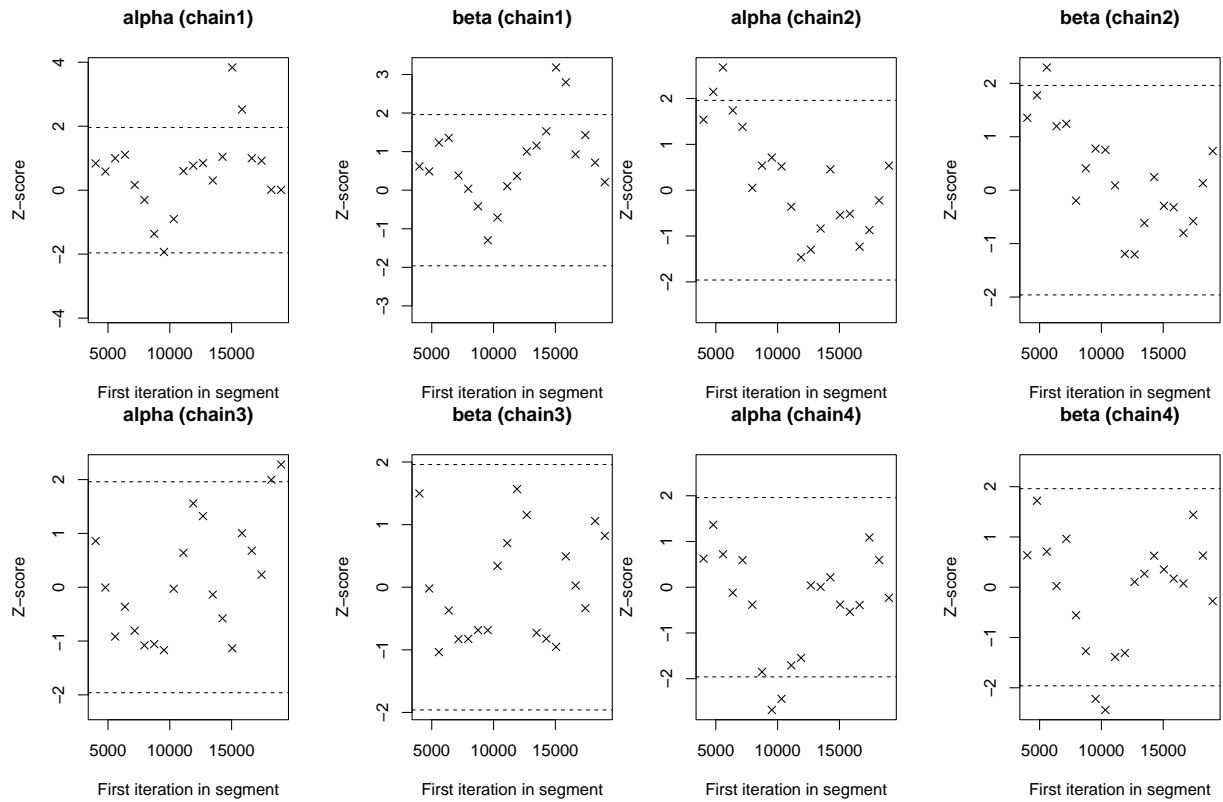 alpha (chain1)
beta (chain1)
alpha (chain2)
beta (chain2)
Z−score
−4
−2
0
2
4
5000 10000 15000
First iteration in segment
Z−score
−3
−2
−1
0
1
2
3
5000 10000 15000
First iteration in segment
Z−score
−2
−1
0
1
2
5000 10000 15000
First iteration in segment
Z−score
−2
−1
0
1
2
5000 10000 15000
First iteration in segment
alpha (chain3)
beta (chain3)
alpha (chain4)
beta (chain4)
Z−score
−2
−1
0
1
2
5000 10000 15000
First iteration in segment
Z−score
−2
−1
0
1
2
5000 10000 15000
First iteration in segment
Z−score
−2
−1
0
1
2
5000 10000 15000
First iteration in segment
Z−score
−2
−1
0
1
2
5000 10000 15000
First iteration in segment